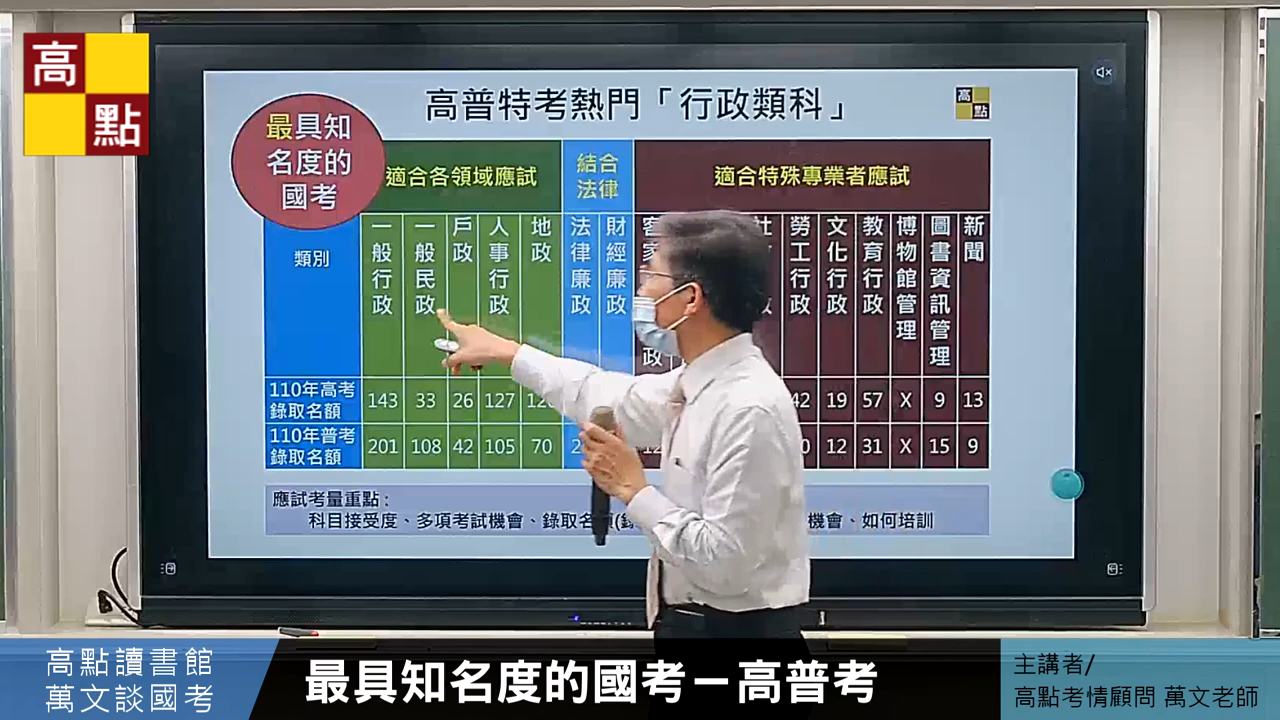 高點
高普特考熱門「行政類科」
高點
最具知
名度的
國考
適合各領域應試
結合
法律
適合特殊專業者應試
類別
一般行政
一般民政
戶政
人事行政
地政
法律廉政
財經廉政
勞工行政
文化行政
教育行政
博物館管理
圖書資訊管理
新聞
110年高考
錄取名額
143 33 26 127 42 19 57 X 9 13
110年普考
錄取名額
201 108 42 105 70 12 31 X 15 9
應試考量重點：
科目接受度、多項考試機會、錄取名 機會、如何培訓
高點讀書館
萬文談國考
最具知名度的國考－高普考
主講者/
高點考情顧問 萬文老師